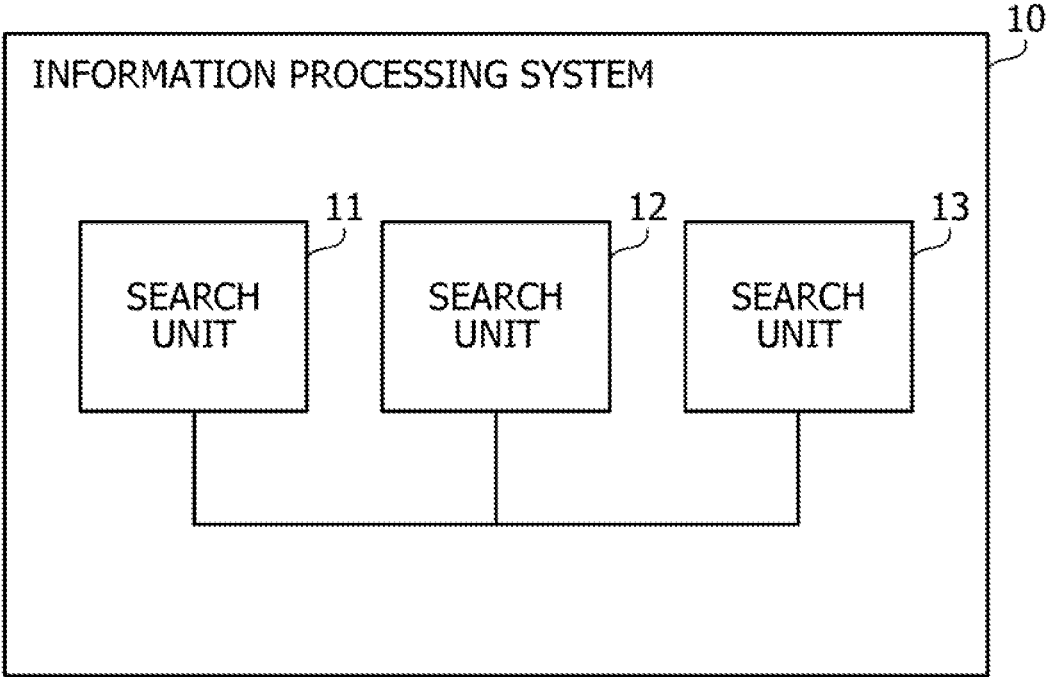 10
INFORMATION PROCESSING SYSTEM
11
12
13
SEARCH
UNIT
SEARCH
UNIT
SEARCH
UNIT